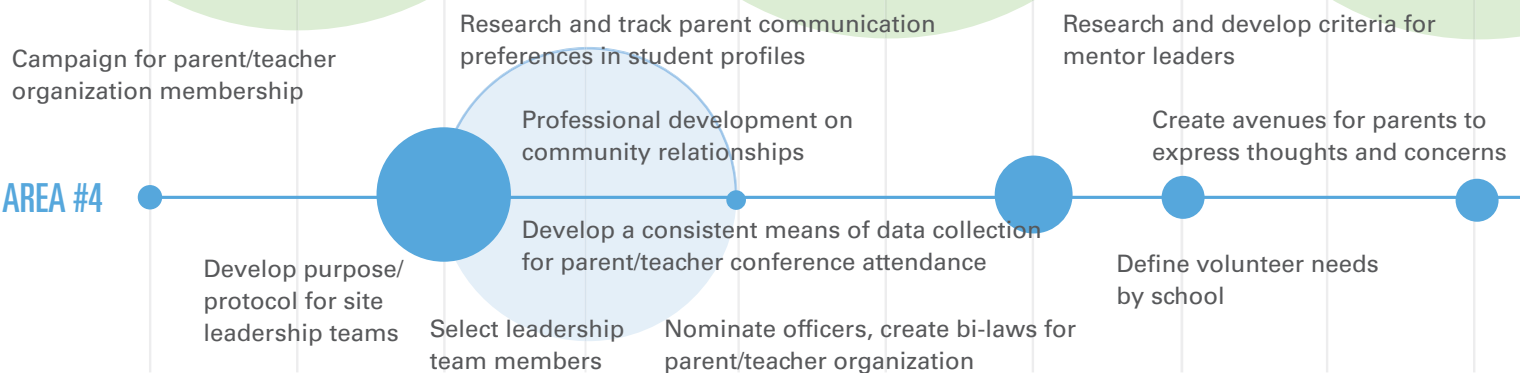 Research and track parent communication
preferences in student profiles
Research and develop criteria for
mentor leaders
Campaign for parent/teacher
organization membership
Professional development on
community relationships
Create avenues for parents to
express thoughts and concerns
AREA #4
Develop a consistent means of data collection
for parent/teacher conference attendance
Develop purpose/
protocol for site
leadership teams
Define volunteer needs
by school
Select leadership
team members
Nominate officers, create bi-laws for
parent/teacher organization